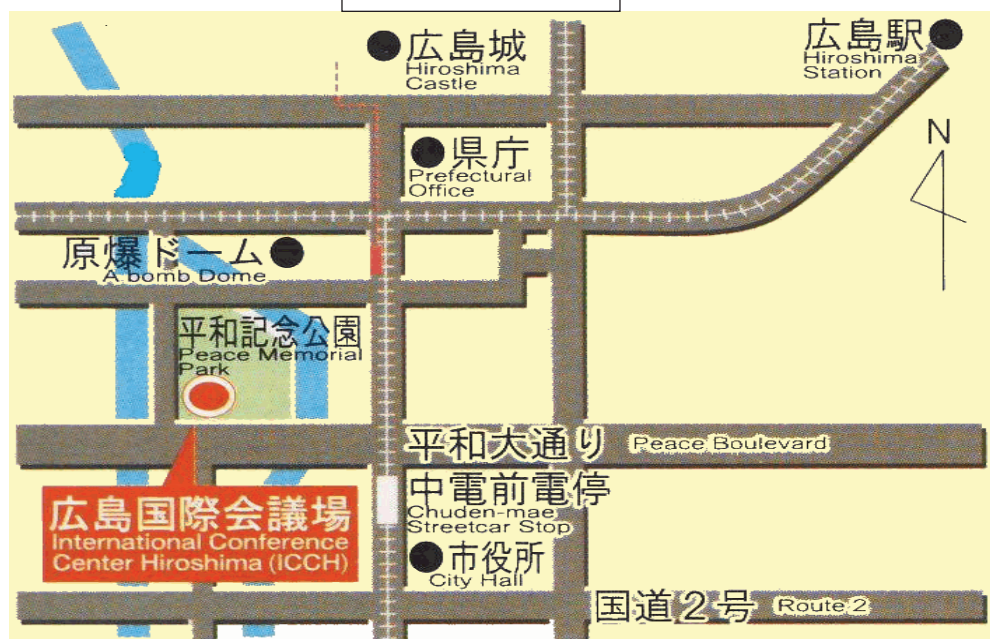 広島城
Hiroshima
Castle
広島駅
Hiroshima
Station
N
県庁
Prefectural
Office
原爆ドーム
A bomb Dome
平和記念公園
Peace Memorial
Park
平和大通り Peace Boulevard
中電前電停
Chuden-mae
Streetcar Stop
広島国際会議場
International Conference
Center Hiroshima (ICCH)
市役所
City Hall
国道2号 Route 2